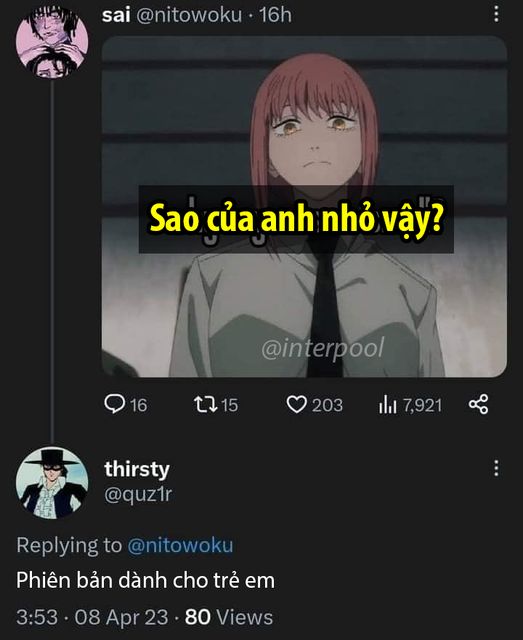 sai @nitowoku · 16h
Sao của anh nhỏ vậy?
@interpool
16 15 203 7,921
thirsty
@quz1r
Replying to @nitowoku
Phiên bản dành cho trẻ em
3:53 · 08 Apr 23 · 80 Views